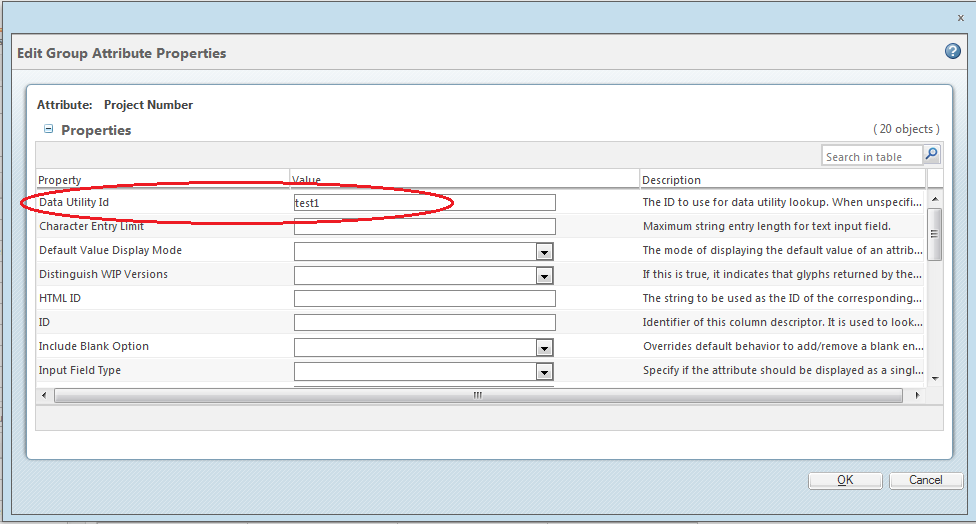 x
Edit Group Attribute Properties
?
Attribute: Project Number
Properties ( 20 objects )
Search in table
Property Value Description
Data Utility Id test1 The ID to use for data utility lookup. When unspecifi...
Character Entry Limit Maximum string entry length for text input field.
Default Value Display Mode The mode of displaying the default value of an attrib...
Distinguish WIP Versions If this is true, it indicates that glyphs returned by the...
HTML ID The string to be used as the ID of the corresponding...
ID Identifier of this column descriptor. It is used to look...
Include Blank Option Overrides default behavior to add/remove a blank en...
Input Field Type Specify if the attribute should be displayed as a singl...
OK Cancel